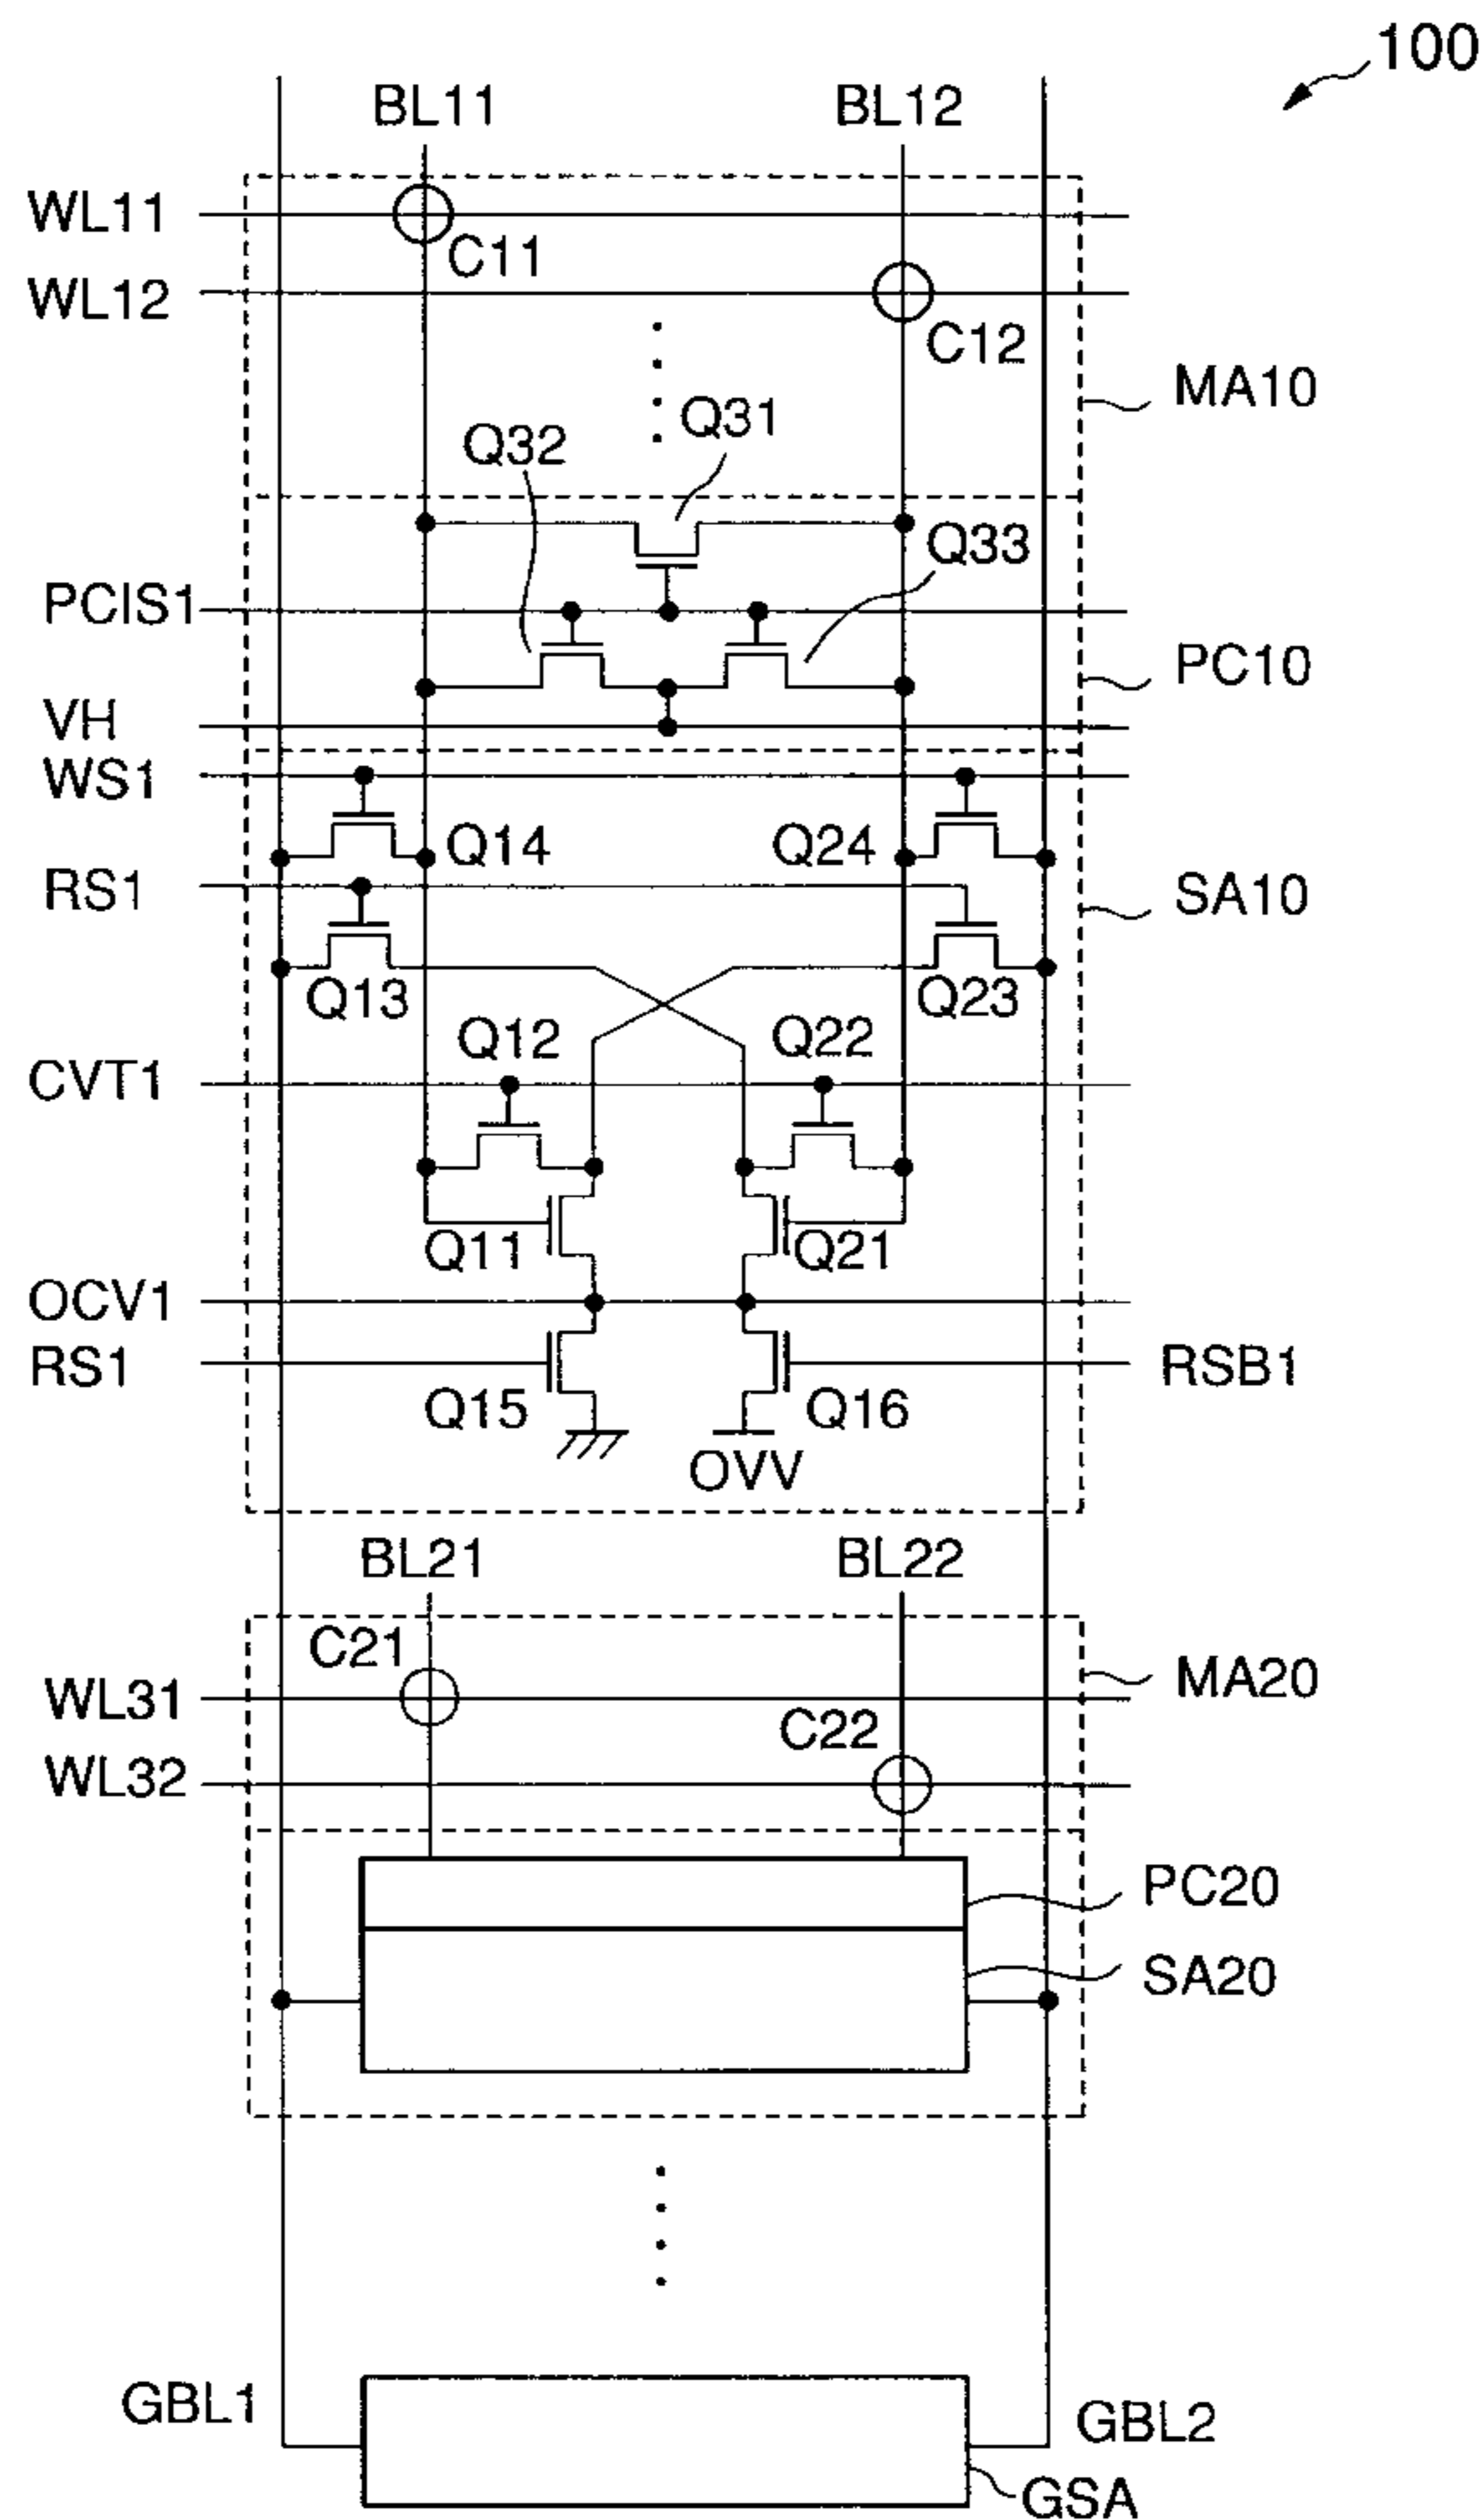 100
BL11
BL12
WL11
C11
WL12
C12
MA10
Q31
Q32
Q33
PCIS1
PC10
VH
WS1
Q14
Q24
RS1
SA10
Q13
Q23
Q12
Q22
CVT1
Q11
Q21
OCV1
RS1
RSB1
Q15
Q16
OVV
BL21
BL22
C21
MA20
WL31
C22
WL32
PC20
SA20
GBL1
GBL2
GSA